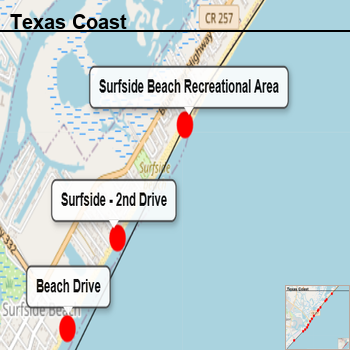 Texas Coast
CR 257
Highway
Surfside Beach Recreational Area
Surfside
Surfside - 2nd Drive
332
Beach Drive
Surfside Beach
Texas Coast